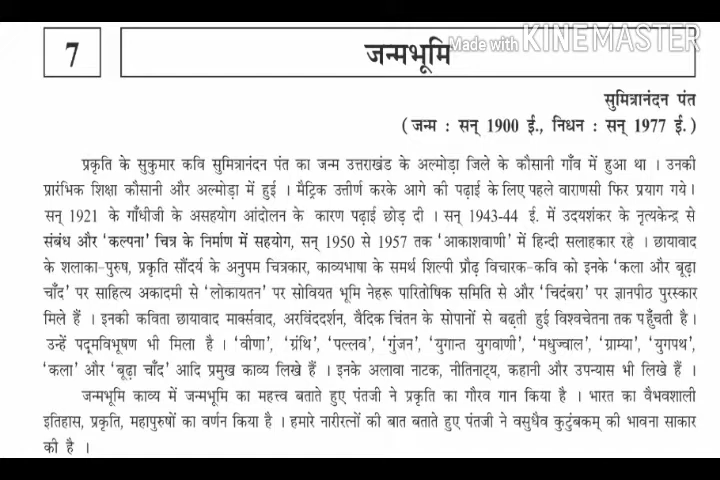 Made with KINEMASTER
7
जन्मभूमि
सुमित्रानंदन पंत
( जन्म : सन् 1900 ई., निधन : सन् 1977 ई.)
प्रकृति के सुकुमार कवि सुमित्रानंदन पंत का जन्म उत्तराखंड के अल्मोड़ा जिले के कौसानी गाँव में हुआ था । उनकी
प्रारंभिक शिक्षा कौसानी और अल्मोड़ा में हुई । मैट्रिक उत्तीर्ण करके आगे की पढ़ाई के लिए पहले वाराणसी फिर प्रयाग गये ।
सन् 1921 के गाँधीजी के असहयोग आंदोलन के कारण पढ़ाई छोड़ दी । सन् 1943-44 ई. में उदयशंकर के नृत्यकेन्द्र से
संबंध और ‘कल्पना’ चित्र के निर्माण में सहयोग, सन् 1950 से 1957 तक ‘आकाशवाणी’ में हिन्दी सलाहकार रहे । छायावाद
के शलाका-पुरुष, प्रकृति सौंदर्य के अनुपम चित्रकार, काव्यभाषा के समर्थ शिल्पी प्रौढ़ विचारक-कवि को इनके ‘कला और बूढ़ा
चाँद’ पर साहित्य अकादमी से ‘लोकायतन’ पर सोवियत भूमि नेहरू पारितोषिक समिति से और ‘चिदंबरा’ पर ज्ञानपीठ पुरस्कार
मिले हैं । इनकी कविता छायावाद मार्क्सवाद, अरविंददर्शन, वैदिक चिंतन के सोपानों से बढ़ती हुई विश्वचेतना तक पहुँचती है ।
उन्हें पद्मविभूषण भी मिला है । ‘वीणा’, ‘ग्रंथि’, ‘पल्लव’, ‘गुंजन’, ‘युगान्त युगवाणी’, ‘मधुज्वाल’, ‘ग्राम्या’, ‘युगपथ’,
‘कला’ और ‘बूढ़ा चाँद’ आदि प्रमुख काव्य लिखे हैं । इनके अलावा नाटक, नीतिनाट्य, कहानी और उपन्यास भी लिखे हैं ।
जन्मभूमि काव्य में जन्मभूमि का महत्त्व बताते हुए पंतजी ने प्रकृति का गौरव गान किया है । भारत का वैभवशाली
इतिहास, प्रकृति, महापुरुषों का वर्णन किया है । हमारे नारीरत्नों की बात बताते हुए पंतजी ने वसुधैव कुटुंबकम् की भावना साकार
की है ।